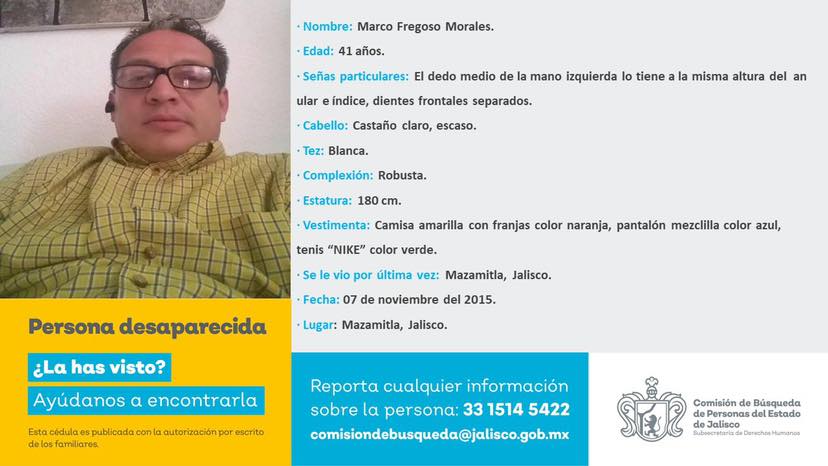 · Nombre: Marco Fregoso Morales.
· Edad: 41 años.
· Señas particulares: El dedo medio de la mano izquierda lo tiene a la misma altura del an
ular e índice, dientes frontales separados.
· Cabello: Castaño claro, escaso.
· Tez: Blanca.
· Complexión: Robusta.
· Estatura: 180 cm.
· Vestimenta: Camisa amarilla con franjas color naranja, pantalón mezclilla color azul,
tenis “NIKE” color verde.
· Se le vio por última vez: Mazamitla, Jalisco.
· Fecha: 07 de noviembre del 2015.
· Lugar: Mazamitla, Jalisco.
Persona desaparecida
¿La has visto?
Ayúdanos a encontrarla
Esta cédula es publicada con la autorización por escrito
de los familiares.
Reporta cualquier información
sobre la persona: 33 1514 5422
comisiondebusqueda@jalisco.gob.mx
Comisión de Búsqueda
de Personas del Estado
de Jalisco
Subsecretaría de Derechos Humanos